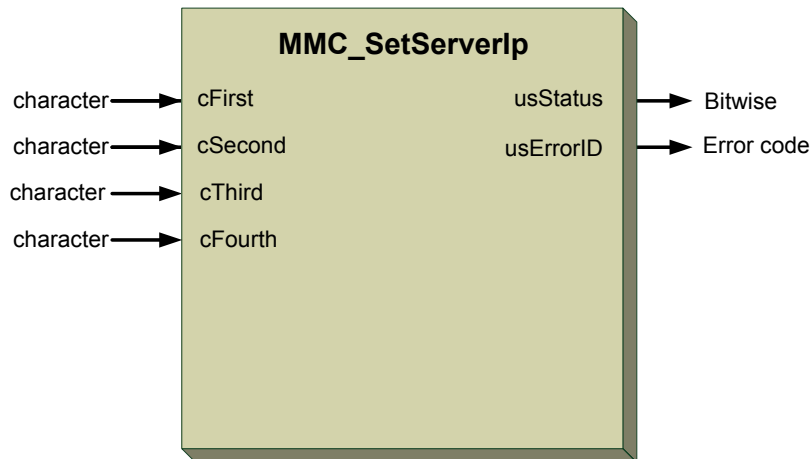 MMC_SetServerIp
character cFirst usStatus Bitwise
character cSecond usErrorID Error code
character cThird
character cFourth